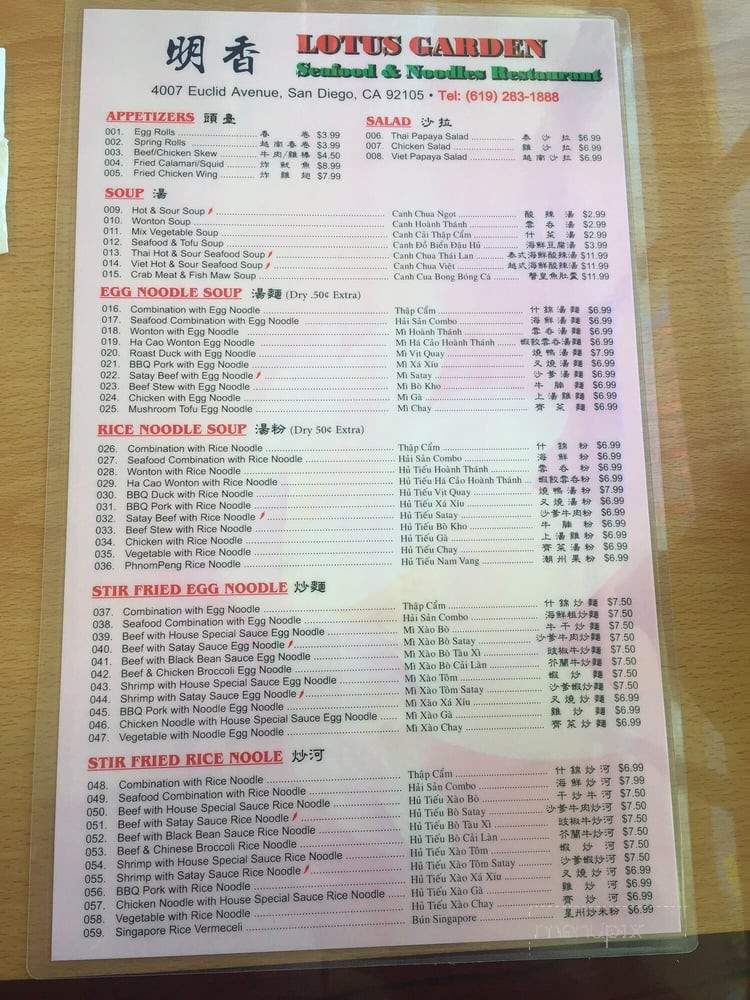 明香 LOTUS GARDEN
Seafood & Noodles Restaurant
4007 Euclid Avenue, San Diego, CA 92105 • Tel: (619) 283-1888
APPETIZERS 頭臺
001. Egg Rolls 春卷 $3.99
002. Spring Rolls 越南春卷 $3.99
003. Beef/Chicken Skew 牛肉/雞棒 $4.50
004. Fried Calamari/Squid 炸魷魚 $8.99
005. Fried Chicken Wing 炸雞翅 $7.99
SALAD 沙拉
006. Thai Papaya Salad 泰沙拉 $6.99
007. Chicken Salad 雞沙拉 $6.99
008. Viet Papaya Salad 越南沙拉 $6.99
SOUP 湯
009. Hot & Sour Soup Canh Chua Ngọt 酸辣湯 $2.99
010. Wonton Soup Canh Hoành Thánh 雲吞湯 $2.99
011. Mix Vegetable Soup Canh Cải Thập Cẩm 什菜湯 $2.99
012. Seafood & Tofu Soup Canh Đồ Biển Đậu Hủ 海鮮豆腐湯 $3.99
013. Thai Hot & Sour Seafood Soup Canh Chua Thái Lan 泰式海鮮酸辣湯 $11.99
014. Viet Hot & Sour Seafood Soup Canh Chua Việt 越式海鮮酸辣湯 $11.99
015. Crab Meat & Fish Maw Soup Canh Cua Bong Bóng Cá 蟹皇魚肚羹 $11.99
EGG NOODLE SOUP 湯麵 (Dry .50¢ Extra)
016. Combination with Egg Noodle Thập Cẩm 什錦湯麵 $6.99
017. Seafood Combination with Egg Noodle Hải Sản Combo 海鮮湯麵 $6.99
018. Wonton with Egg Noodle Mì Hoành Thánh 雲吞湯麵 $6.99
019. Ha Cao Wonton Egg Noodle Mì Há Cảo Hoành Thánh 蝦餃雲吞湯麵 $6.99
020. Roast Duck with Egg Noodle Mì Vịt Quay 燒鴨湯麵 $7.99
021. BBQ Pork with Egg Noodle Mì Xá Xíu 叉燒湯麵 $6.99
022. Satay Beef with Egg Noodle Mì Satay 沙爹湯麵 $6.99
023. Beef Stew with Egg Noodle Mì Bò Kho 牛腩麵 $6.99
024. Chicken with Egg Noodle Mì Gà 上湯雞麵 $6.99
025. Mushroom Tofu Egg Noodle Mì Chay 齊菜麵 $6.99
RICE NOODLE SOUP 湯粉 (Dry 50¢ Extra)
026. Combination with Rice Noodle Thập Cẩm 什錦粉 $6.99
027. Seafood Combination with Rice Noodle Hải Sản Combo 海鮮粉 $6.99
028. Wonton with Rice Noodle Hủ Tiếu Hoành Thánh 雲吞粉 $6.99
029. Ha Cao Wonton with Rice Noodle Hủ Tiếu Há Cảo Hoành Thánh 蝦餃雲吞粉 $6.99
030. BBQ Duck with Rice Noodle Hủ Tiếu Vịt Quay 燒鴨湯粉 $7.99
031. BBQ Pork with Rice Noodle Hủ Tiếu Xá Xíu 叉燒湯粉 $6.99
032. Satay Beef with Rice Noodle Hủ Tiếu Satay 沙爹牛肉粉 $6.99
033. Beef Stew with Rice Noodle Hủ Tiếu Bò Kho 牛腩粉 $6.99
034. Chicken with Rice Noodle Hủ Tiếu Gà 上湯雞粉 $6.99
035. Vegetable with Rice Noodle Hủ Tiếu Chay 齊菜湯粉 $6.99
036. PhnomPeng Rice Noodle Hủ Tiếu Nam Vang 潮州粿粉 $6.99
STIR FRIED EGG NOODLE 炒麵
037. Combination with Egg Noodle Thập Cẩm 什錦炒麵 $7.50
038. Seafood Combination with Egg Noodle Hải Sản Combo 海鮮粗炒麵 $7.50
039. Beef with House Special Sauce Egg Noodle Mì Xào Bò 牛干炒麵 $7.50
040. Beef with Satay Sauce Egg Noodle Mì Xào Bò Satay 沙爹牛肉炒麵 $7.50
041. Beef with Black Bean Sauce Egg Noodle Mì Xào Bò Tàu Xì 豉椒牛炒麵 $7.50
042. Beef & Chicken Broccoli Egg Noodle Mì Xào Bò Cải Làn 芥蘭牛炒麵 $7.50
043. Shrimp with House Special Sauce Egg Noodle Mì Xào Tôm 蝦炒麵 $7.50
044. Shrimp with Satay Sauce Egg Noodle Mì Xào Tôm Satay 沙爹蝦炒麵 $7.50
045. BBQ Pork with Noodle Egg Noodle Mì Xào Xá Xíu 叉燒炒麵 $6.99
046. Chicken Noodle with House Special Sauce Egg Noodle Mì Xào Gà 雞炒麵 $6.99
047. Vegetable with Noodle Egg Noodle Mì Xào Chay 齊菜炒麵 $6.99
STIR FRIED RICE NOOLE 炒河
048. Combination with Rice Noodle Thập Cẩm 什錦炒河 $6.99
049. Seafood Combination with Rice Noodle Hải Sản Combo 海鮮炒河 $7.99
050. Beef with House Special Sauce Rice Noodle Hủ Tiếu Xào Bò 干炒牛河 $7.50
051. Beef with Satay Sauce Rice Noodle Hủ Tiếu Bò Satay 沙爹牛肉炒河 $7.50
052. Beef with Black Bean Sauce Rice Noodle Hủ Tiếu Bò Tàu Xì 豉椒牛炒河 $7.50
053. Beef & Chinese Broccoli Rice Noodle Hủ Tiếu Bò Cải Làn 芥蘭牛炒河 $7.50
054. Shrimp with House Special Sauce Rice Noodle Hủ Tiếu Xào Tôm 蝦炒河 $7.50
055. Shrimp with Satay Sauce Rice Noodle Hủ Tiếu Xào Tôm Satay 沙爹蝦炒河 $7.50
056. BBQ Pork with Rice Noodle Hủ Tiếu Xào Xá Xíu 叉燒炒河 $6.99
057. Chicken Noodle with House Special Sauce Rice Noodle Hủ Tiếu Xào Gà 雞炒河 $6.99
058. Vegetable with Rice Noodle Hủ Tiếu Xào Chay 齊炒河 $6.99
059. Singapore Rice Vermeceli Bún Singapore 星州炒米粉 $6.99
menupix